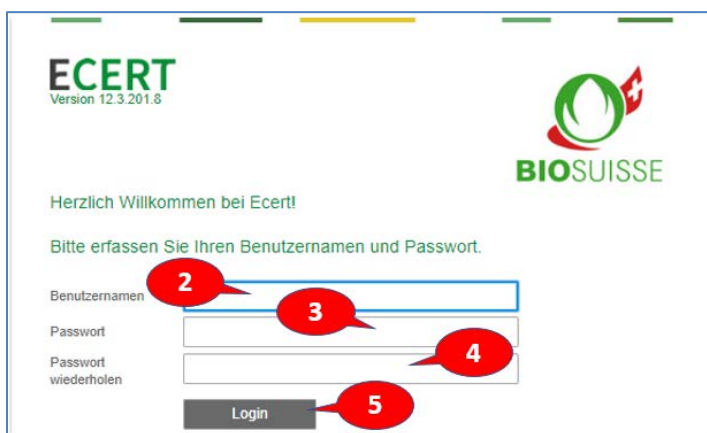 ECERT
Version 12.3.201.8
BIOSUISSE
Herzlich Willkommen bei Ecert!
Bitte erfassen Sie Ihren Benutzernamen und Passwort.
Benutzernamen
2
3
Passwort
4
Passwort
wiederholen
Login
5